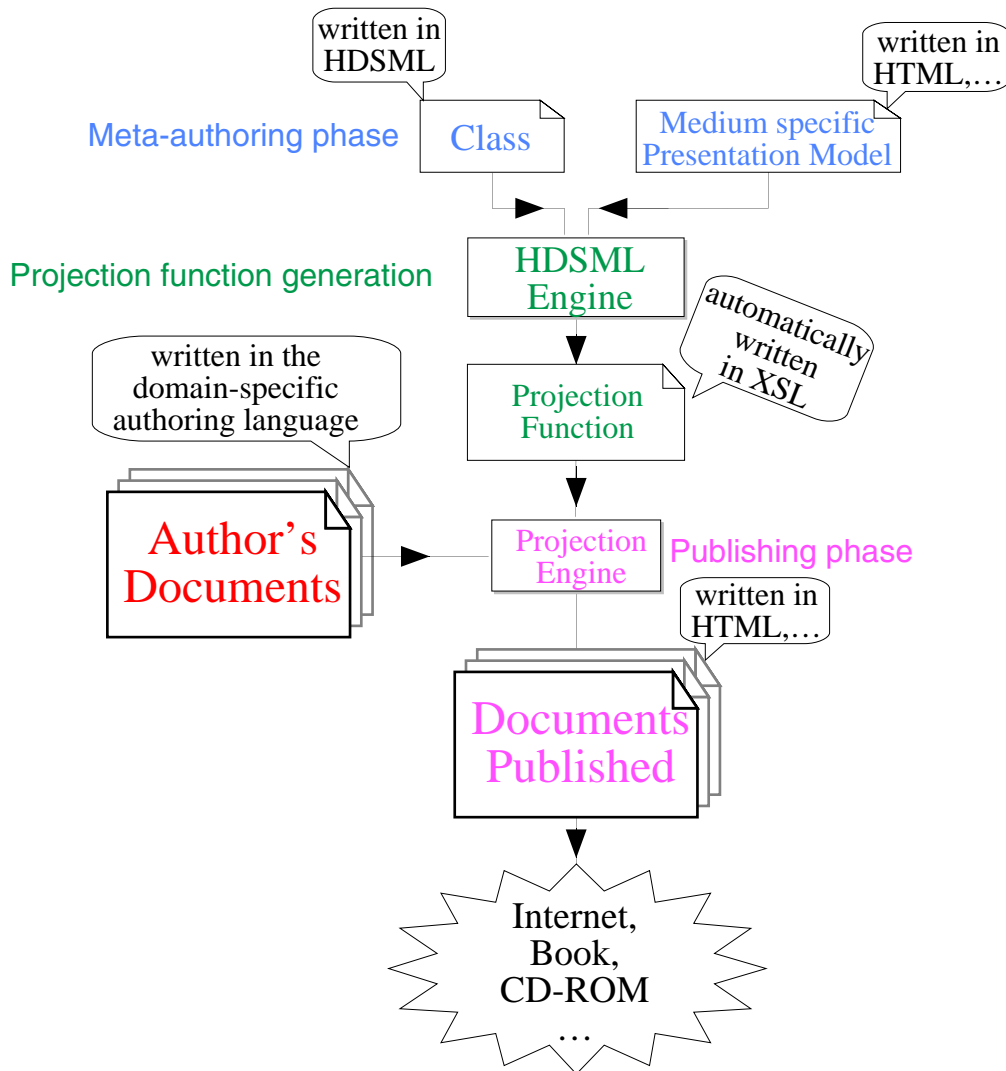 written in
HDSML
written in
HTML,…
Meta-authoring phase
Class
Medium specific
Presentation Model
Projection function generation
HDSML
Engine
automatically
written
in XSL
written in the
domain-specific
authoring language
Projection
Function
Author's
Documents
Projection
Engine
Publishing phase
written in
HTML,…
Documents
Published
Internet,
Book,
CD-ROM
…